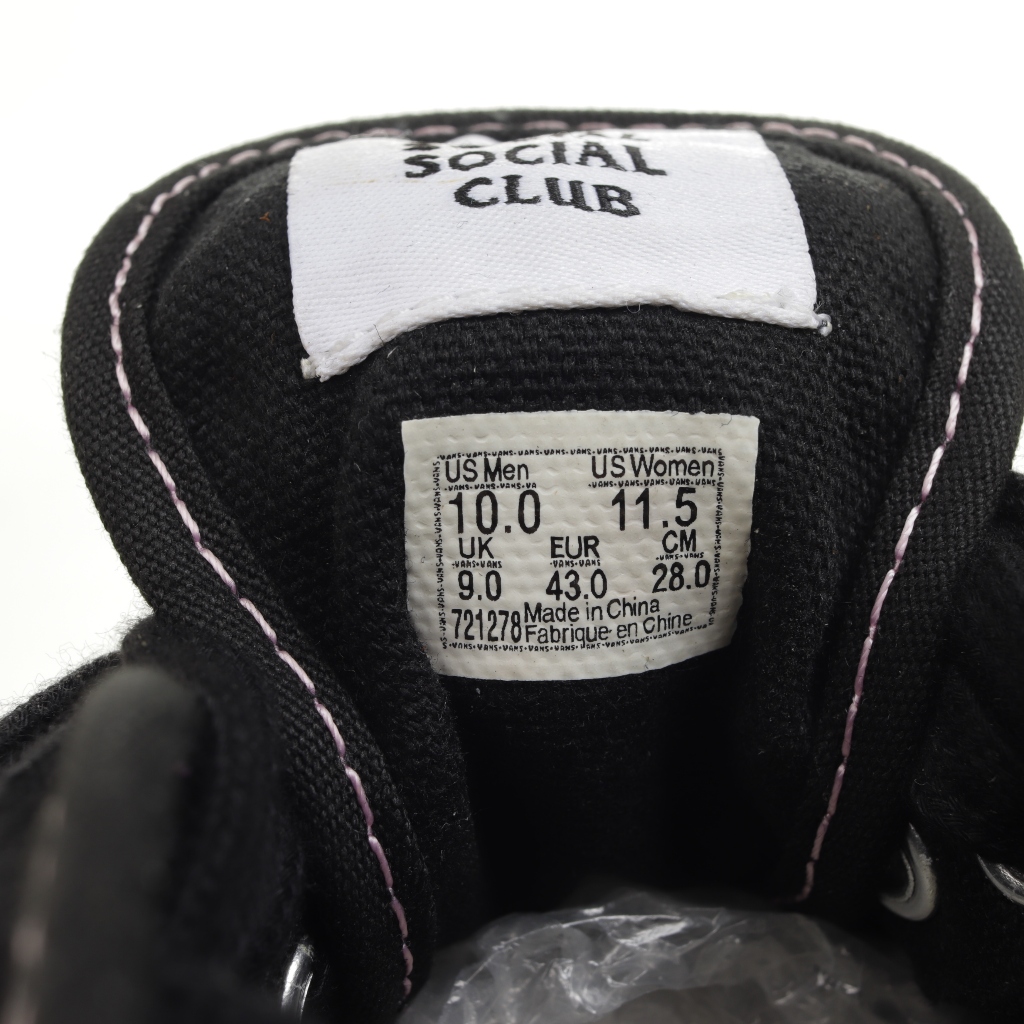 SOCIAL
CLUB
US Men US Women
10.0 11.5
UK EUR CM
9.0 43.0 28.0
721278 Made in China
Fabrique en Chine